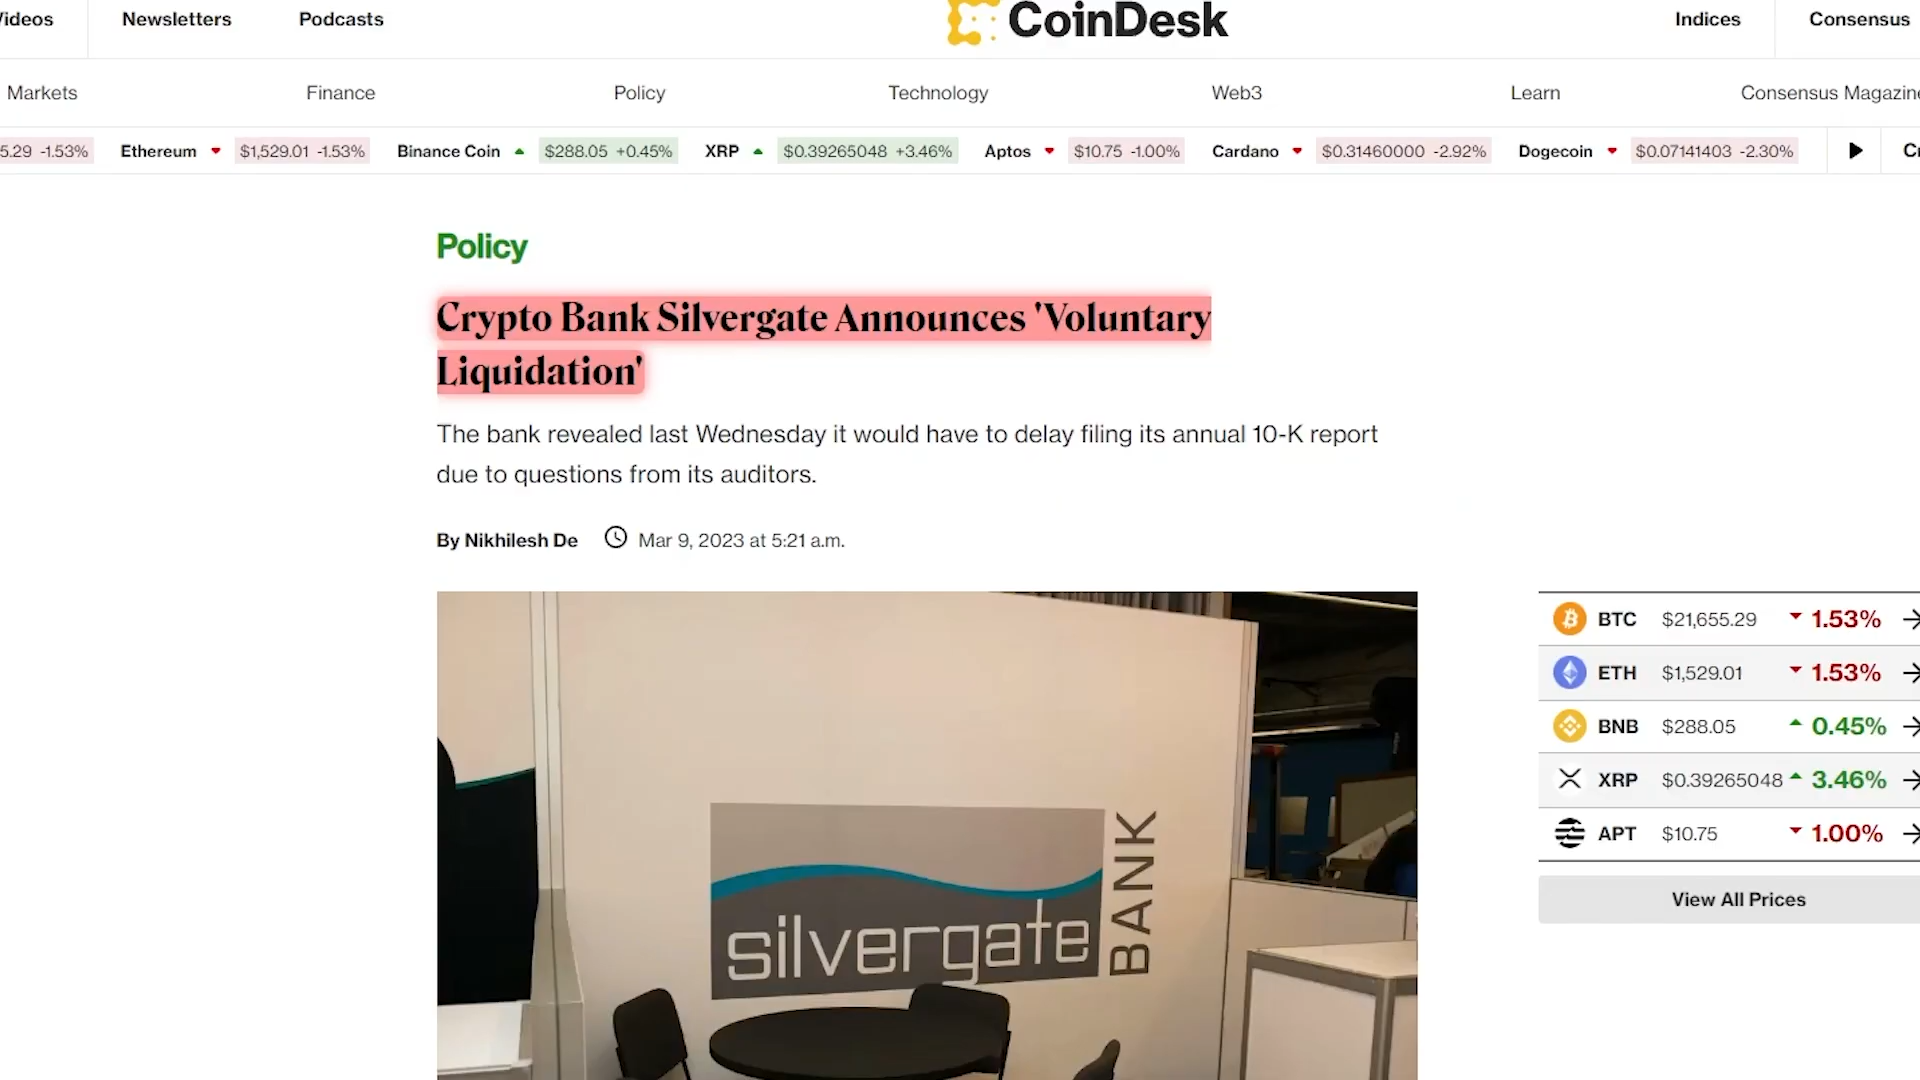 Videos Newsletters Podcasts CoinDesk Indices Consensus
Markets Finance Policy Technology Web3 Learn Consensus Magazine
5.29 -1.53% Ethereum $1,529.01 -1.53% Binance Coin $288.05 +0.45% XRP $0.39265048 +3.46% Aptos $10.75 -1.00% Cardano $0.31460000 -2.92% Dogecoin $0.07141403 -2.30%
Policy
Crypto Bank Silvergate Announces 'Voluntary
Liquidation'
The bank revealed last Wednesday it would have to delay filing its annual 10-K report
due to questions from its auditors.
By Nikhilesh De Mar 9, 2023 at 5:21 a.m.
silvergate BANK
BTC $21,655.29 1.53%
ETH $1,529.01 1.53%
BNB $288.05 0.45%
XRP $0.39265048 3.46%
APT $10.75 1.00%
View All Prices